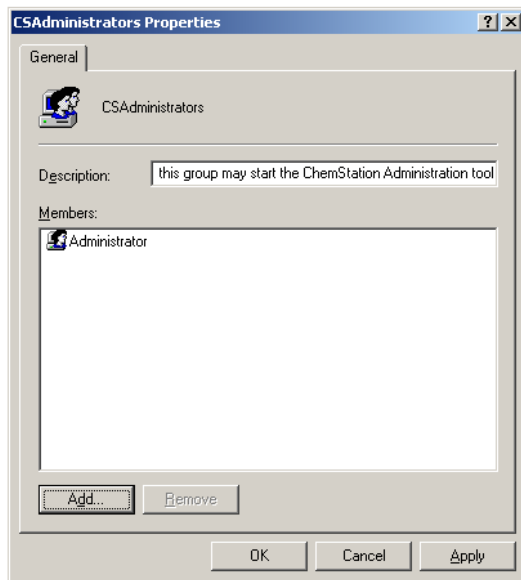 CSAdministrators Properties
General
CSAdministrators
Description: this group may start the ChemStation Administration tool
Members:
Administrator
Add... Remove
OK Cancel Apply